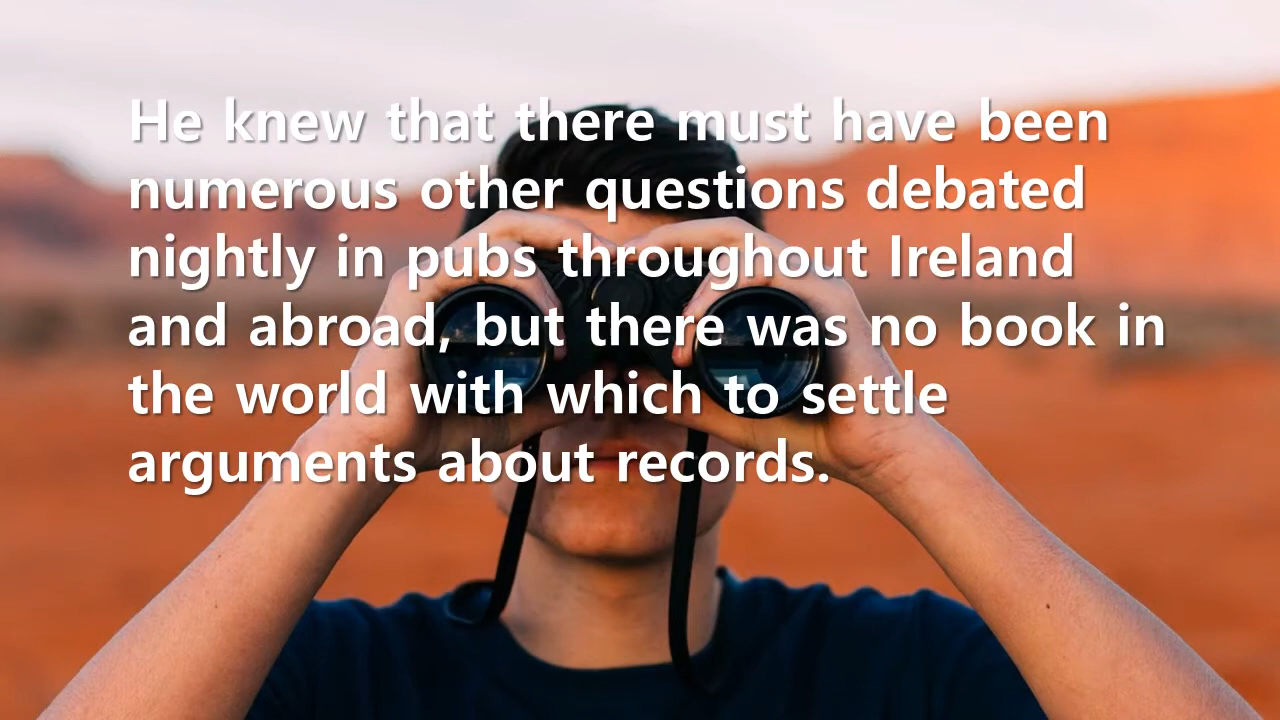 He knew that there must have been
numerous other questions debated
nightly in pubs throughout Ireland
and abroad, but there was no book in
the world with which to settle
arguments about records.